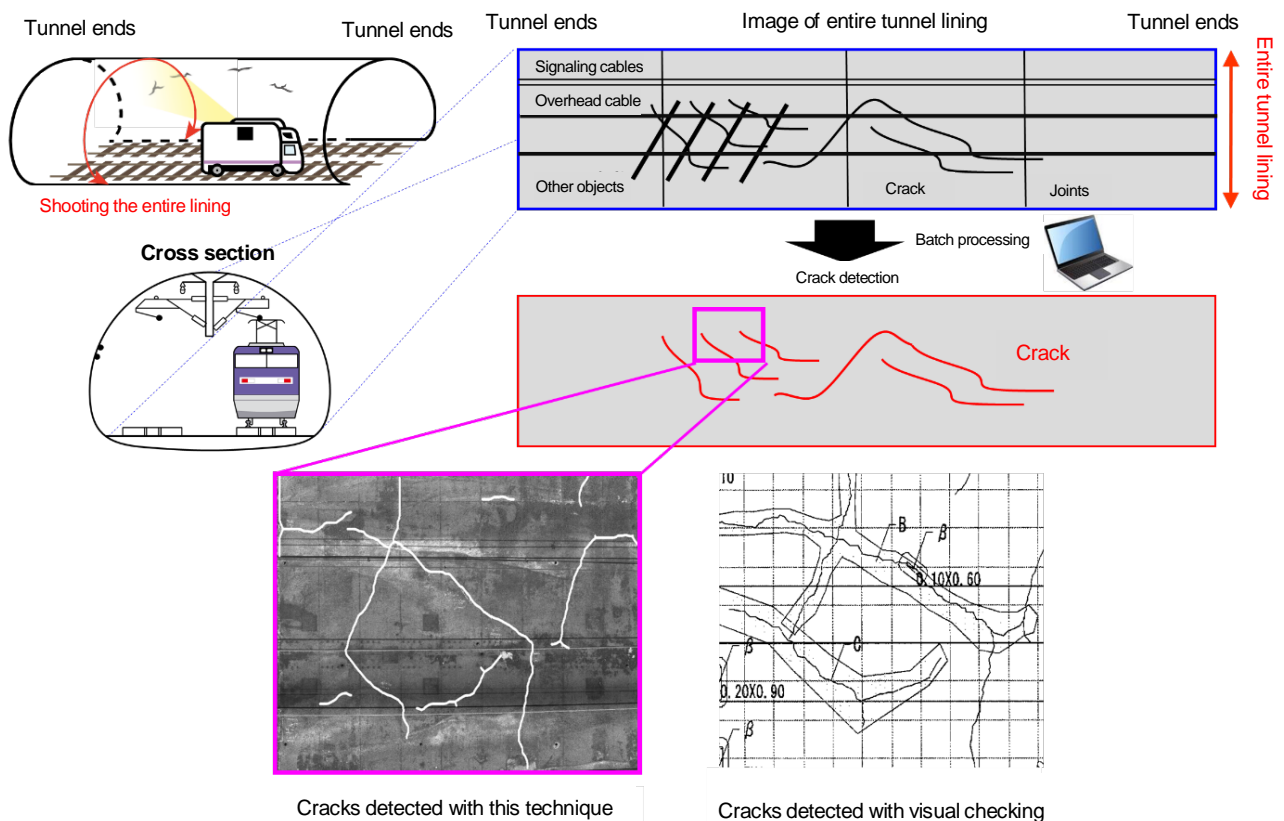 Tunnel ends
Tunnel ends
Shooting the entire lining
Cross section
Tunnel ends
Image of entire tunnel lining
Tunnel ends
Signaling cables
Overhead cable
Other objects
Crack
Joints
Entire tunnel lining
Batch processing
Crack detection
Crack
B
β
0.10X0.60
C
β
0.20X0.90
β
Cracks detected with this technique
Cracks detected with visual checking